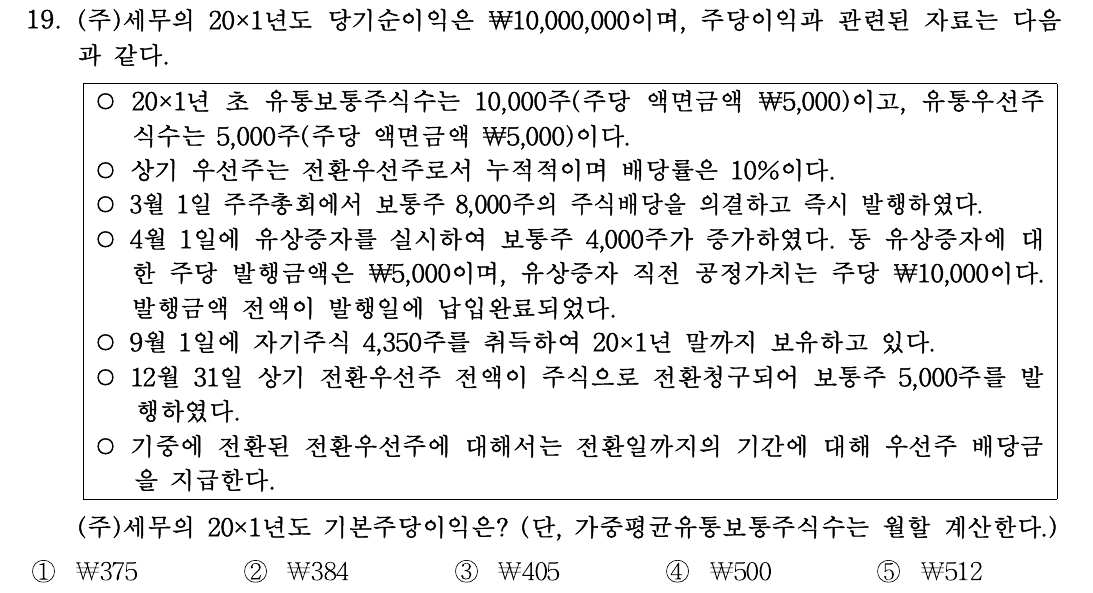 19. (주)세무의 20×1년도 당기순이익은 ₩10,000,000이며, 주당이익과 관련된 자료는 다음
과 같다.
○ 20×1년 초 유통보통주식수는 10,000주(주당 액면금액 ₩5,000)이고, 유통우선주
식수는 5,000주(주당 액면금액 ₩5,000)이다.
○ 상기 우선주는 전환우선주로서 누적적이며 배당률은 10%이다.
○ 3월 1일 주주총회에서 보통주 8,000주의 주식배당을 의결하고 즉시 발행하였다.
○ 4월 1일에 유상증자를 실시하여 보통주 4,000주가 증가하였다. 동 유상증자에 대
한 주당 발행금액은 ₩5,000이며, 유상증자 직전 공정가치는 주당 ₩10,000이다.
발행금액 전액이 발행일에 납입완료되었다.
○ 9월 1일에 자기주식 4,350주를 취득하여 20×1년 말까지 보유하고 있다.
○ 12월 31일 상기 전환우선주 전액이 주식으로 전환청구되어 보통주 5,000주를 발
행하였다.
○ 기중에 전환된 전환우선주에 대해서는 전환일까지의 기간에 대해 우선주 배당금
을 지급한다.
(주)세무의 20×1년도 기본주당이익은? (단, 가중평균유통보통주식수는 월할 계산한다.)
① ₩375 ② ₩384 ③ ₩405 ④ ₩500 ⑤ ₩512